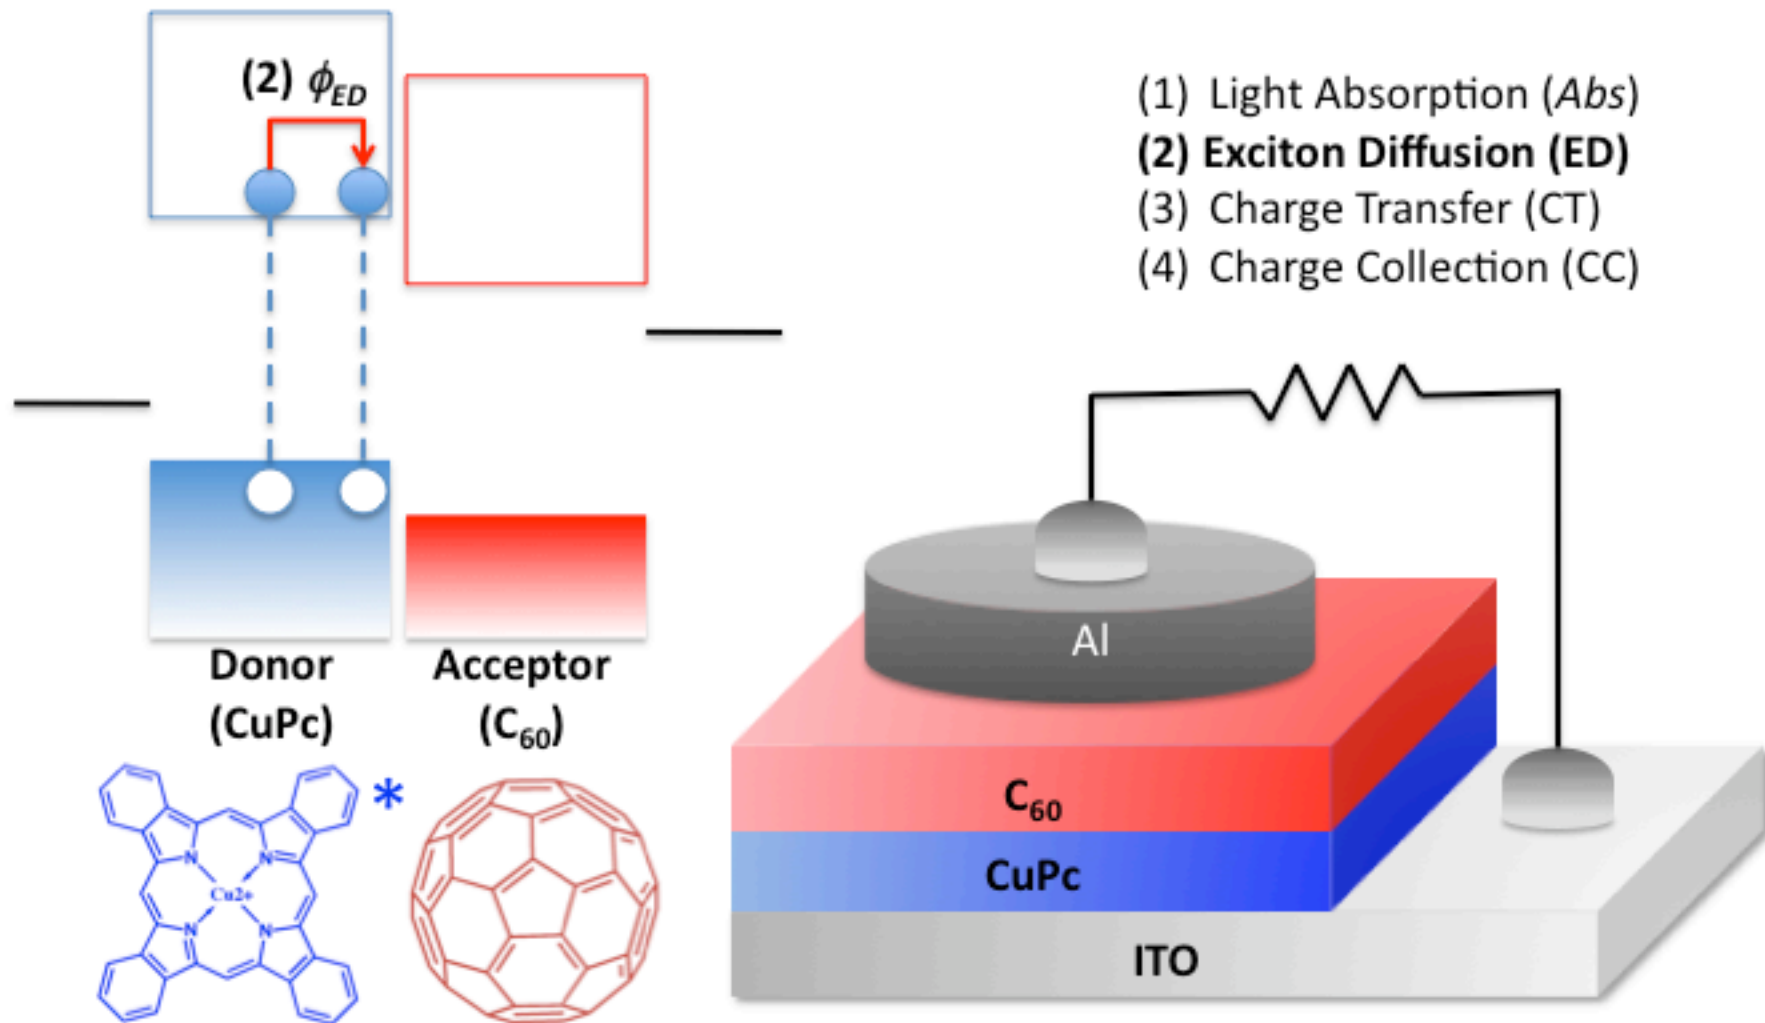 (2) ϕED
(1) Light Absorption (Abs)
(2) Exciton Diffusion (ED)
(3) Charge Transfer (CT)
(4) Charge Collection (CC)
Donor
(CuPc)
Acceptor
(C60)
*
N
N
Cu2+
N
N
Al
C60
CuPc
ITO